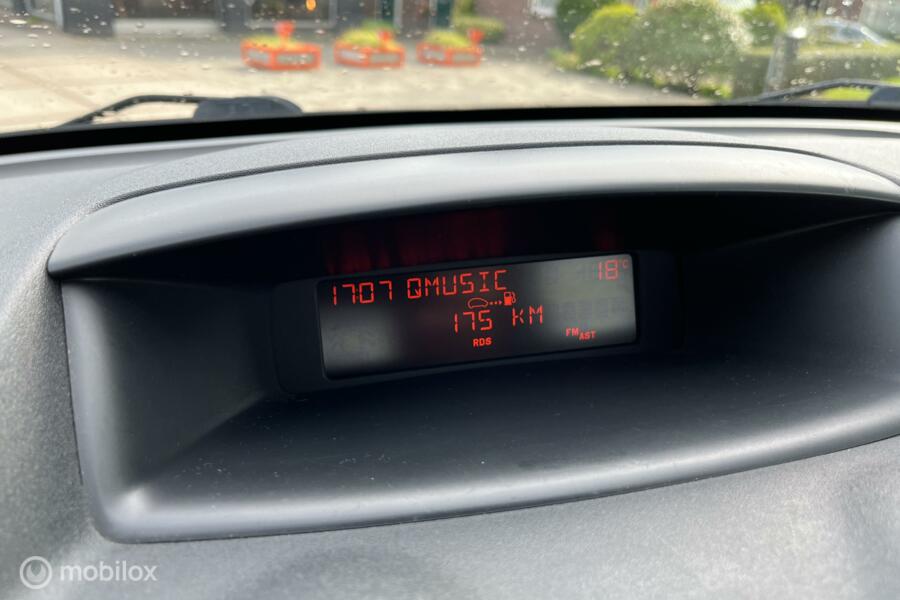 1707 QMUSIC 18°C
175 KM
RDS FM AST
mobilox